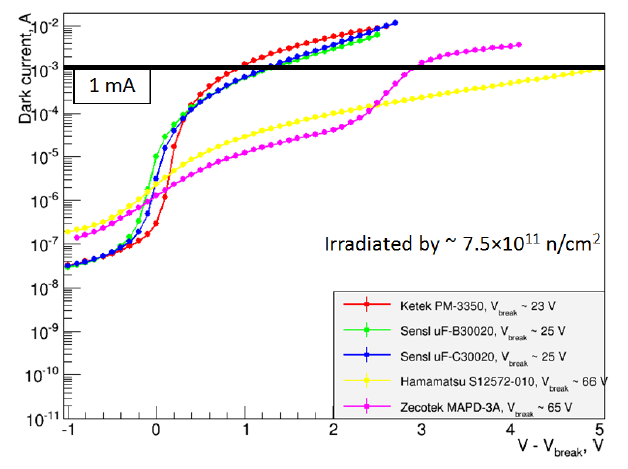 Dark current, A
10⁻²
10⁻³
1 mA
10⁻⁴
10⁻⁵
10⁻⁶
10⁻⁷
Irradiated by ~ 7.5×10¹¹ n/cm²
10⁻⁸
10⁻⁹
10⁻¹⁰
10⁻¹¹
Ketek PM-3350, V_break ~ 23 V
Sensl uF-B30020, V_break ~ 25 V
Sensl uF-C30020, V_break ~ 25 V
Hamamatsu S12572-010, V_break ~ 66 V
Zecotek MAPD-3A, V_break ~ 65 V
-1 0 1 2 3 4 5
V - V_break, V